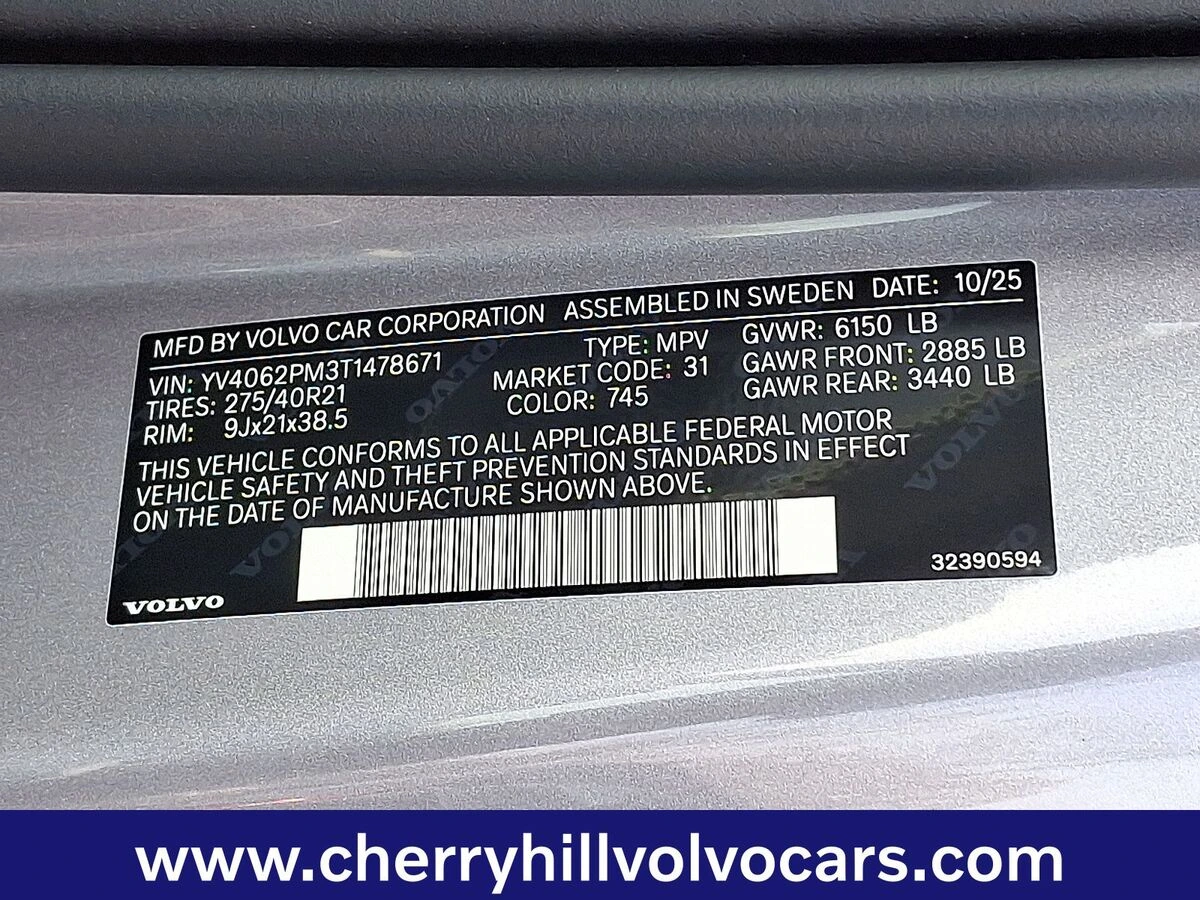 MFD BY VOLVO CAR CORPORATION ASSEMBLED IN SWEDEN DATE: 10/25
VIN: YV4062PM3T1478671 TYPE: MPV GVWR: 6150 LB
TIRES: 275/40R21 MARKET CODE: 31 GAWR FRONT: 2885 LB
RIM: 9Jx21x38.5 COLOR: 745 GAWR REAR: 3440 LB
THIS VEHICLE CONFORMS TO ALL APPLICABLE FEDERAL MOTOR
VEHICLE SAFETY AND THEFT PREVENTION STANDARDS IN EFFECT
ON THE DATE OF MANUFACTURE SHOWN ABOVE.
32390594
VOLVO
www.cherryhillvolvocars.com